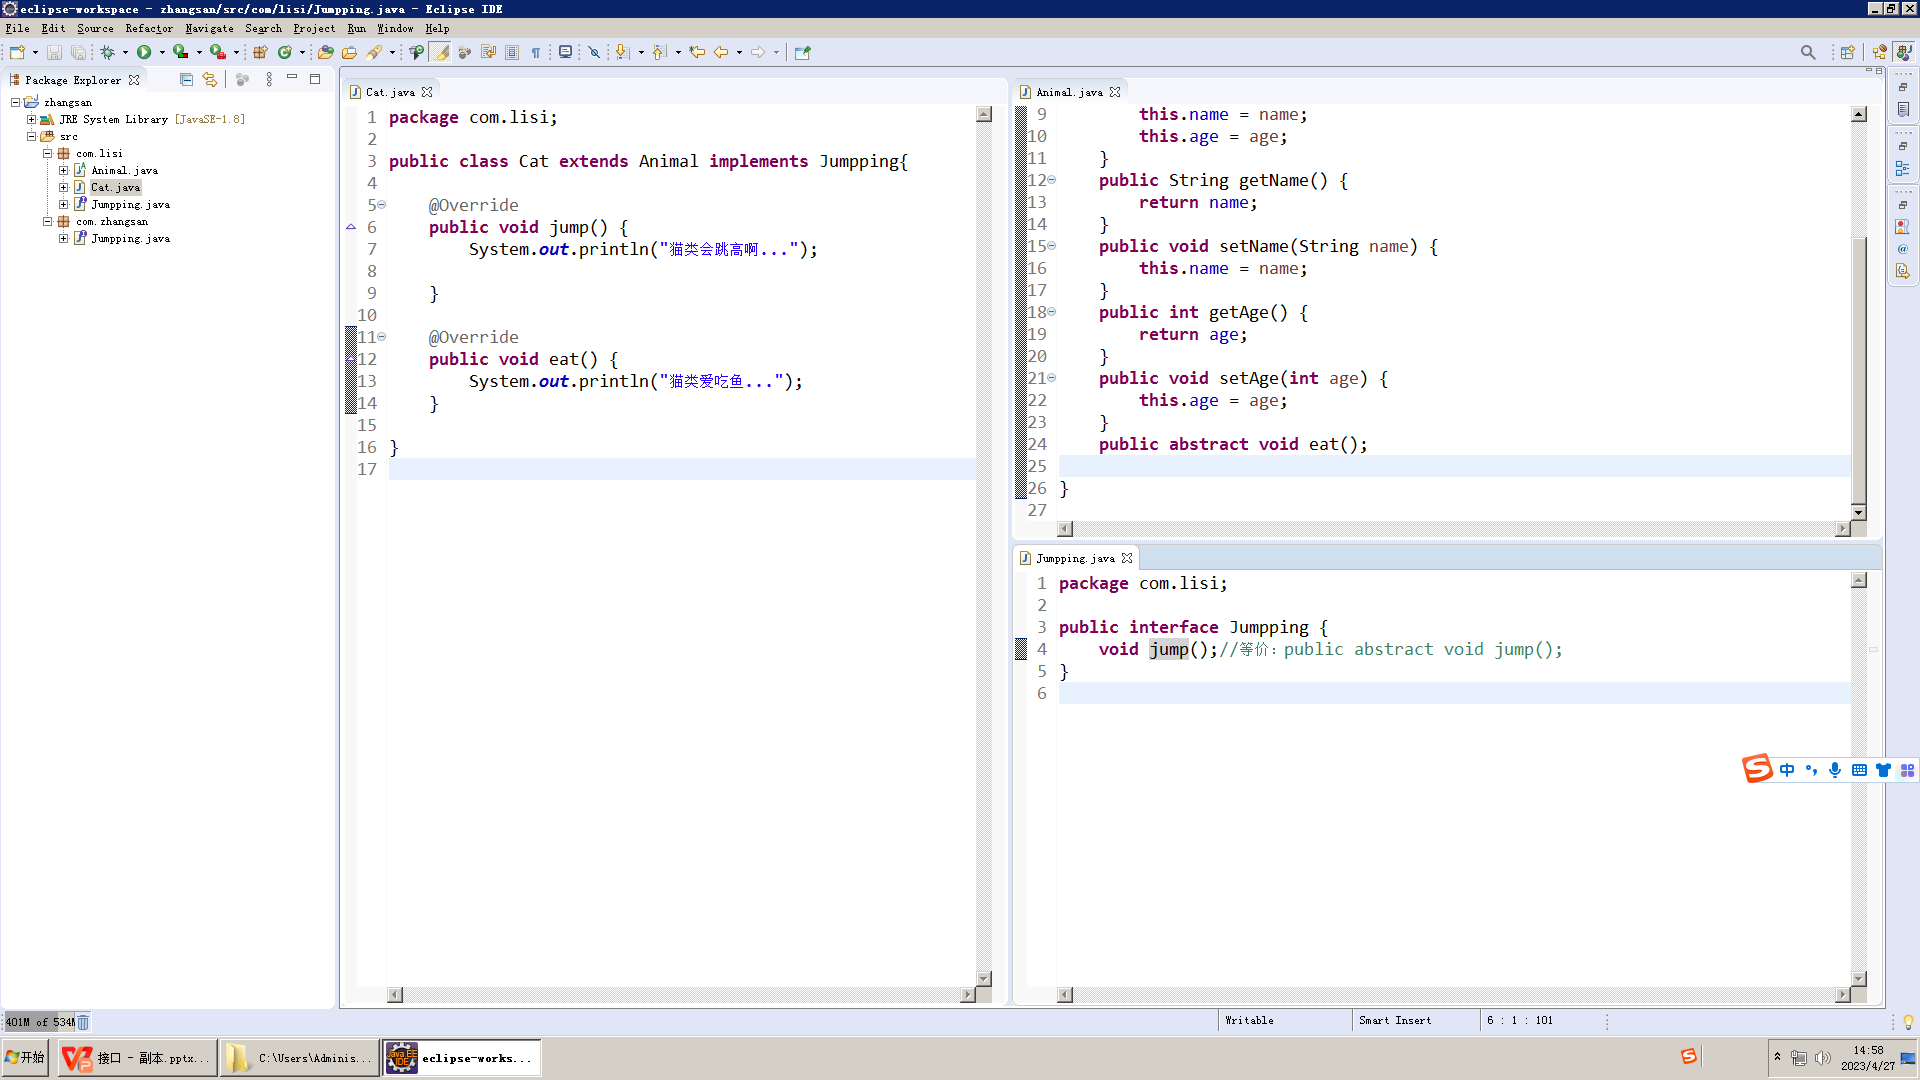 eclipse-workspace - zhangsan/src/com/lisi/Jumpping.java - Eclipse IDE
File Edit Source Refactor Navigate Search Project Run Window Help
Package Explorer
zhangsan
JRE System Library [JavaSE-1.8]
src
com.lisi
Animal.java
Cat.java
Jumpping.java
com.zhangsan
Jumpping.java
Cat.java
1 package com.lisi;
2
3 public class Cat extends Animal implements Jumpping{
4
5 @Override
6 public void jump() {
7 System.out.println("猫类会跳高啊...");
8
9 }
10
11 @Override
12 public void eat() {
13 System.out.println("猫类爱吃鱼...");
14 }
15
16 }
17
Animal.java
9 this.name = name;
10 this.age = age;
11 }
12 public String getName() {
13 return name;
14 }
15 public void setName(String name) {
16 this.name = name;
17 }
18 public int getAge() {
19 return age;
20 }
21 public void setAge(int age) {
22 this.age = age;
23 }
24 public abstract void eat();
25
26 }
27
Jumpping.java
1 package com.lisi;
2
3 public interface Jumpping {
4 void jump();//等价：public abstract void jump();
5 }
6
中
401M of 534M
Writable
Smart Insert
6 : 1 : 101
开始
接口 - 副本.pptx...
C:\Users\Adminis...
eclipse-works...
14:58
2023/4/27